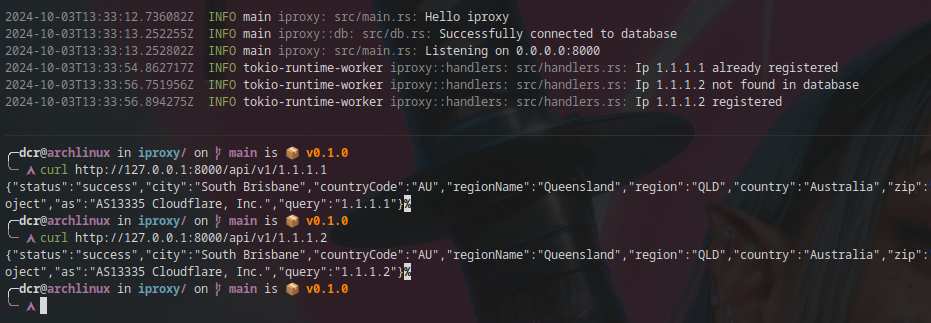 2024-10-03T13:33:12.736082Z  INFO main iproxy: src/main.rs: Hello iproxy
2024-10-03T13:33:13.252255Z  INFO main iproxy::db: src/db.rs: Successfully connected to database
2024-10-03T13:33:13.252802Z  INFO main iproxy: src/main.rs: Listening on 0.0.0.0:8000
2024-10-03T13:33:54.862717Z  INFO tokio-runtime-worker iproxy::handlers: src/handlers.rs: Ip 1.1.1.1 already registered
2024-10-03T13:33:56.751956Z  INFO tokio-runtime-worker iproxy::handlers: src/handlers.rs: Ip 1.1.1.2 not found in database
2024-10-03T13:33:56.894275Z  INFO tokio-runtime-worker iproxy::handlers: src/handlers.rs: Ip 1.1.1.2 registered
dcr@archlinux in iproxy/ on main is 📦 v0.1.0
curl http://127.0.0.1:8000/api/v1/1.1.1.1
{"status":"success","city":"South Brisbane","countryCode":"AU","regionName":"Queensland","region":"QLD","country":"Australia","zip":
oject","as":"AS13335 Cloudflare, Inc.","query":"1.1.1.1"}%
dcr@archlinux in iproxy/ on main is 📦 v0.1.0
curl http://127.0.0.1:8000/api/v1/1.1.1.2
{"status":"success","city":"South Brisbane","countryCode":"AU","regionName":"Queensland","region":"QLD","country":"Australia","zip":
oject","as":"AS13335 Cloudflare, Inc.","query":"1.1.1.2"}%
dcr@archlinux in iproxy/ on main is 📦 v0.1.0